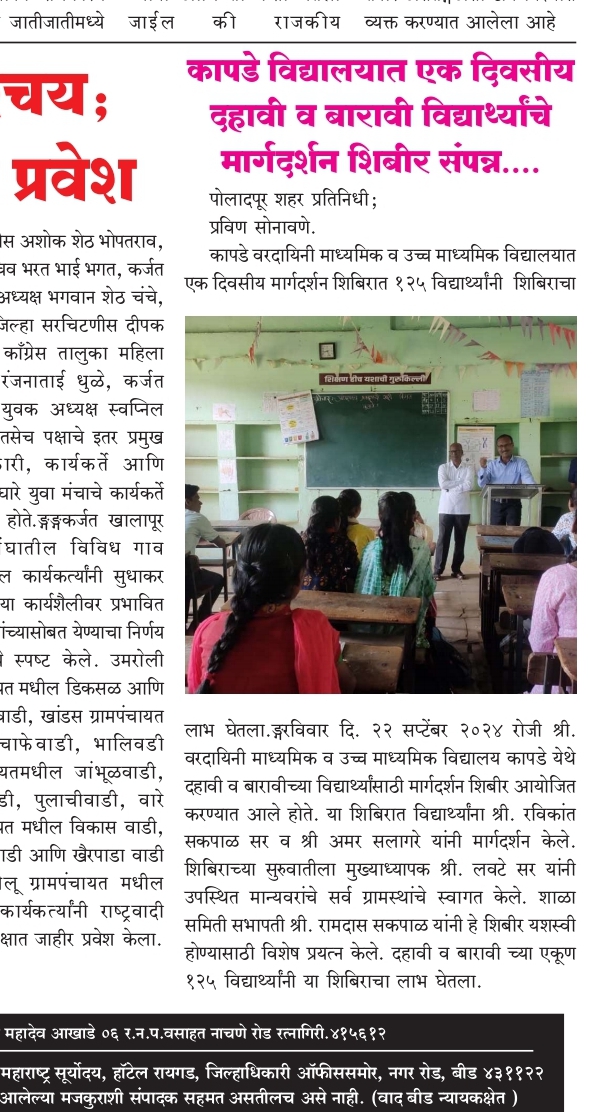 जातीजातीमध्ये जाईल की राजकीय
व्यक्त करण्यात आलेला आहे
चय;
प्रवेश
ीस अशोक शेठ भोपतराव,
भरत भाई भगत, कर्जत
अध्यक्ष भगवान शेठ चंचे,
जिल्हा सरचिटणीस दीपक
काँग्रेस तालुका महिला
रंजनाताई धुळे, कर्जत
युवक अध्यक्ष स्वप्निल
तसेच पक्षाचे इतर प्रमुख
कारी, कार्यकर्ते आणि
घारे युवा मंचाचे कार्यकर्ते
होते.ङ्गङ्गकर्जत खालापूर
संघातील विविध गाव
ल कार्यकर्त्यांनी सुधाकर
या कार्यशैलीवर प्रभावित
ांच्यासोबत येण्याचा निर्णय
े स्पष्ट केले. उमरोली
यत मधील डिकसळ आणि
वाडी, खांडस ग्रामपंचायत
चाफेवाडी, भालिवडी
यतमधील जांभूळवाडी,
डी, पुलाचीवाडी, वारे
यत मधील विकास वाडी,
ाडी आणि खैरपाडा वाडी
लू ग्रामपंचायत मधील
कार्यकर्त्यांनी राष्ट्रवादी
क्षात जाहीर प्रवेश केला.
कापडे विद्यालयात एक दिवसीय
दहावी व बारावी विद्यार्थ्यांचे
मार्गदर्शन शिबीर संपन्न....
पोलादपूर शहर प्रतिनिधी;
प्रविण सोनावणे.
कापडे वरदायिनी माध्यमिक व उच्च माध्यमिक विद्यालयात
एक दिवसीय मार्गदर्शन शिबिरात १२५ विद्यार्थ्यांनी शिबिराचा
शिक्षण हीच यशाची गुरुकिल्ली
लाभ घेतला.ङ्गरविवार दि. २२ सप्टेंबर २०२४ रोजी श्री.
वरदायिनी माध्यमिक व उच्च माध्यमिक विद्यालय कापडे येथे
दहावी व बारावीच्या विद्यार्थ्यांसाठी मार्गदर्शन शिबीर आयोजित
करण्यात आले होते. या शिबिरात विद्यार्थ्यांना श्री. रविकांत
सकपाळ सर व श्री अमर सलागरे यांनी मार्गदर्शन केले.
शिबिराच्या सुरुवातीला मुख्याध्यापक श्री. लवटे सर यांनी
उपस्थित मान्यवरांचे सर्व ग्रामस्थांचे स्वागत केले. शाळा
समिती सभापती श्री. रामदास सकपाळ यांनी हे शिबीर यशस्वी
होण्यासाठी विशेष प्रयत्न केले. दहावी व बारावी च्या एकूण
१२५ विद्यार्थ्यांनी या शिबिराचा लाभ घेतला.
महादेव आखाडे ०६ र.न.प.वसाहत नाचणे रोड रत्नागिरी.४१५६१२
महाराष्ट्र सूर्योदय, हॉटेल रायगड, जिल्हाधिकारी ऑफीससमोर, नगर रोड, बीड ४३११२२
आलेल्या मजकुराशी संपादक सहमत असतीलच असे नाही. (वाद बीड न्यायकक्षेत )